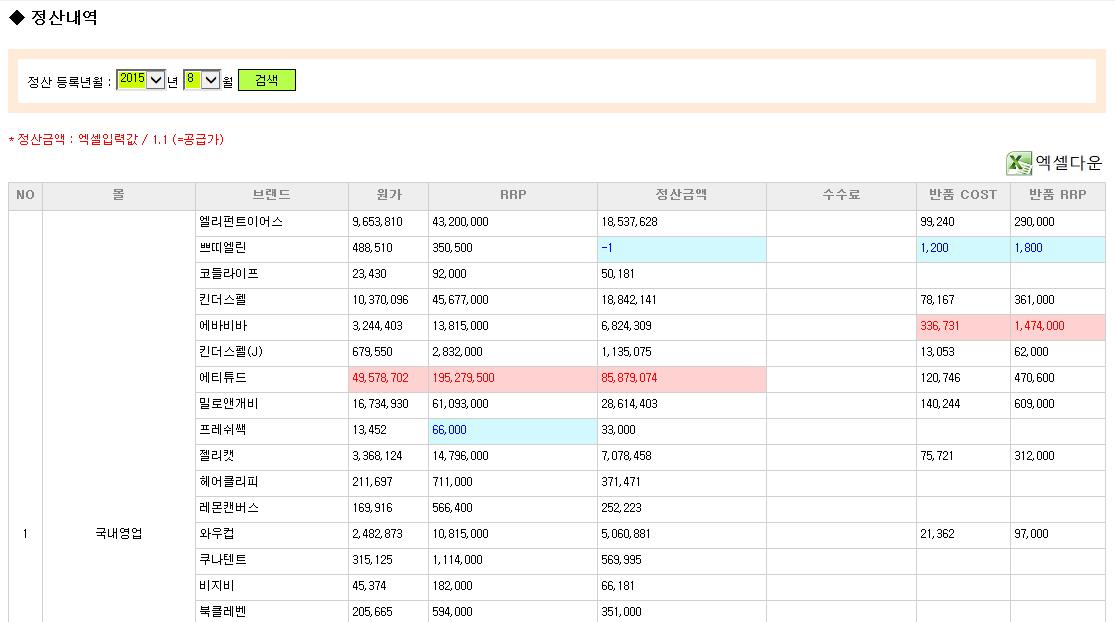 ◆ 정산내역
정산 등록년월 : 2015 년 8 월 검색
* 정산금액 : 엑셀입력값 / 1.1 (=공급가)
엑셀다운
NO 몰 브랜드 원가 RRP 정산금액 수수료 반품 COST 반품 RRP
엘리펀트이어스 9,653,810 43,200,000 18,537,628 99,240 290,000
쁘띠엘린 488,510 350,500 -1 1,200 1,800
코들라이프 23,430 92,000 50,181
킨더스펠 10,370,096 45,677,000 18,842,141 78,167 361,000
에바비바 3,244,403 13,815,000 6,824,309 336,731 1,474,000
킨더스펠(J) 679,550 2,832,000 1,135,075 13,053 62,000
에티튜드 49,578,702 195,279,500 85,879,074 120,746 470,600
밀로앤개비 16,734,930 61,093,000 28,614,403 140,244 609,000
프레쉬쌕 13,452 66,000 33,000
젤리캣 3,368,124 14,796,000 7,078,458 75,721 312,000
헤어클리피 211,697 711,000 371,471
레몬캔버스 169,916 566,400 252,223
1 국내영업 와우컵 2,482,873 10,815,000 5,060,881 21,362 97,000
쿠나텐트 315,125 1,114,000 569,995
비지비 45,374 182,000 66,181
북클레벤 205,665 594,000 351,000